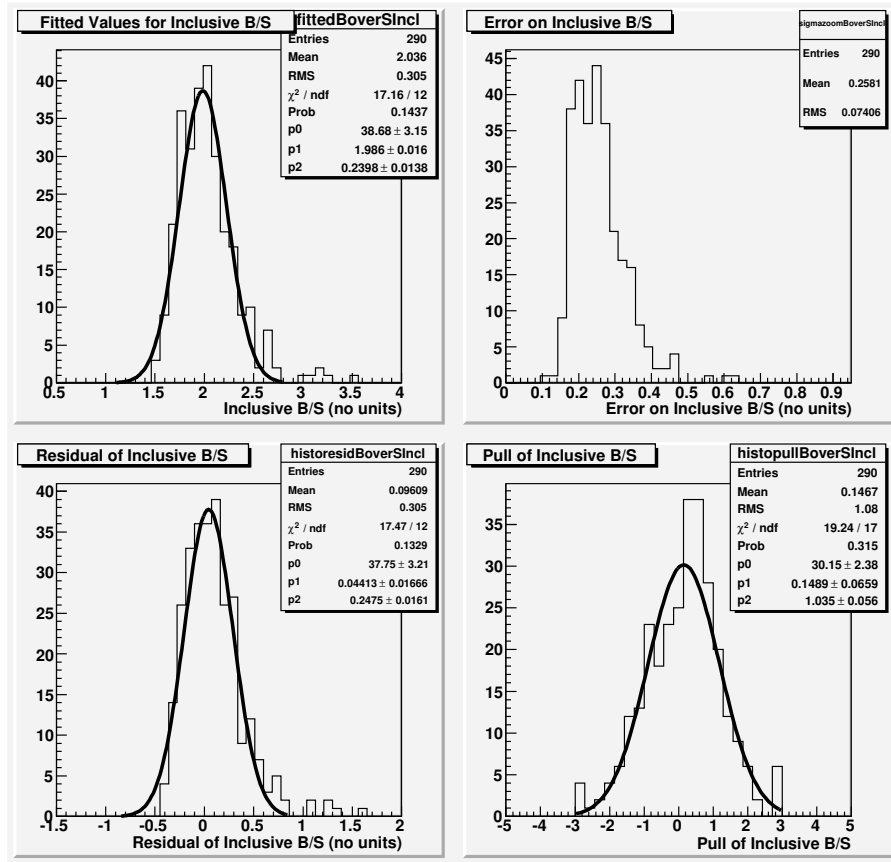 Fitted Values for Inclusive B/S
fittedBoverSIncl
Entries 290
Mean 2.036
RMS 0.305
χ² / ndf 17.16 / 12
Prob 0.1437
p0 38.68 ± 3.15
p1 1.986 ± 0.016
p2 0.2398 ± 0.0138
40
35
30
25
20
15
10
5
0
0.5 1 1.5 2 2.5 3 3.5 4
Inclusive B/S (no units)
Error on Inclusive B/S
sigmazoomBoverSIncl
Entries 290
Mean 0.2581
RMS 0.07406
45
40
35
30
25
20
15
10
5
0
0 0.1 0.2 0.3 0.4 0.5 0.6 0.7 0.8 0.9
Error on Inclusive B/S (no units)
Residual of Inclusive B/S
historesidBoverSIncl
Entries 290
Mean 0.09609
RMS 0.305
χ² / ndf 17.47 / 12
Prob 0.1329
p0 37.75 ± 3.21
p1 0.04413 ± 0.01666
p2 0.2475 ± 0.0161
40
35
30
25
20
15
10
5
0
-1.5 -1 -0.5 0 0.5 1 1.5 2
Residual of Inclusive B/S (no units)
Pull of Inclusive B/S
histopullBoverSIncl
Entries 290
Mean 0.1467
RMS 1.08
χ² / ndf 19.24 / 17
Prob 0.315
p0 30.15 ± 2.38
p1 0.1489 ± 0.0659
p2 1.035 ± 0.056
35
30
25
20
15
10
5
0
-5 -4 -3 -2 -1 0 1 2 3 4 5
Pull of Inclusive B/S